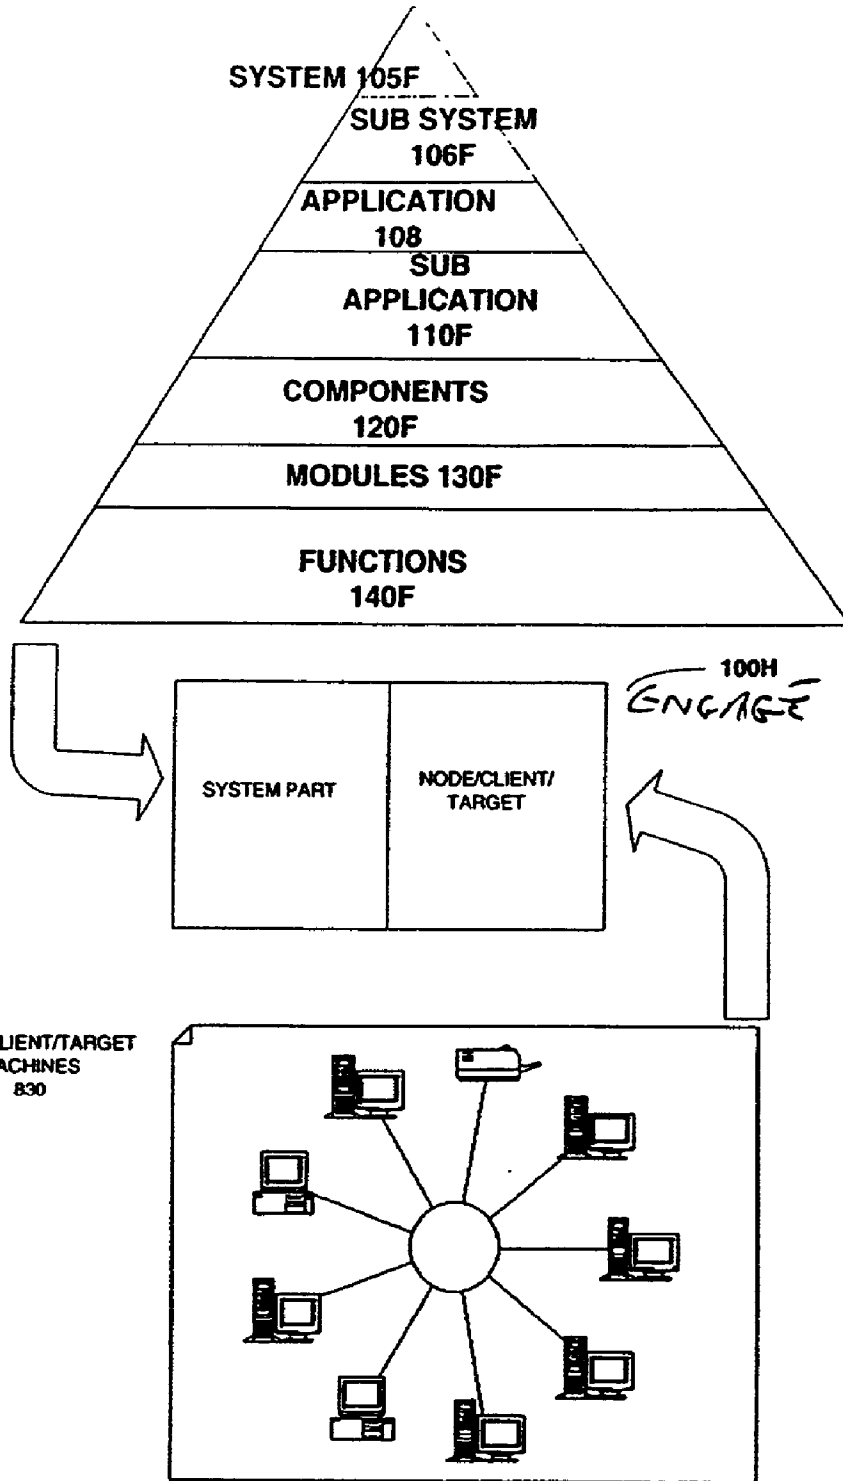 SYSTEM 105F
SUB SYSTEM
106F
APPLICATION
108
SUB
APPLICATION
110F
COMPONENTS
120F
MODULES 130F
FUNCTIONS
140F
100H
ENGAGE
SYSTEM PART
NODE/CLIENT/
TARGET
LIENT/TARGET
ACHINES
830